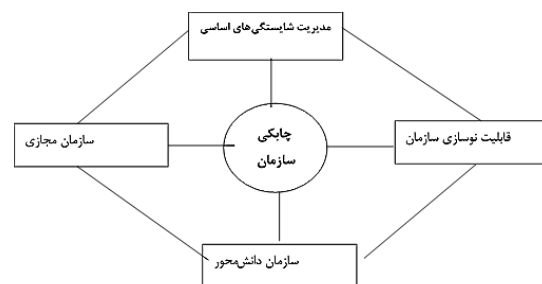 مدیریت شایستگی‌های اساسی
سازمان مجازی
چابکی
سازمان
قابلیت نوسازی سازمان
سازمان دانش‌محور